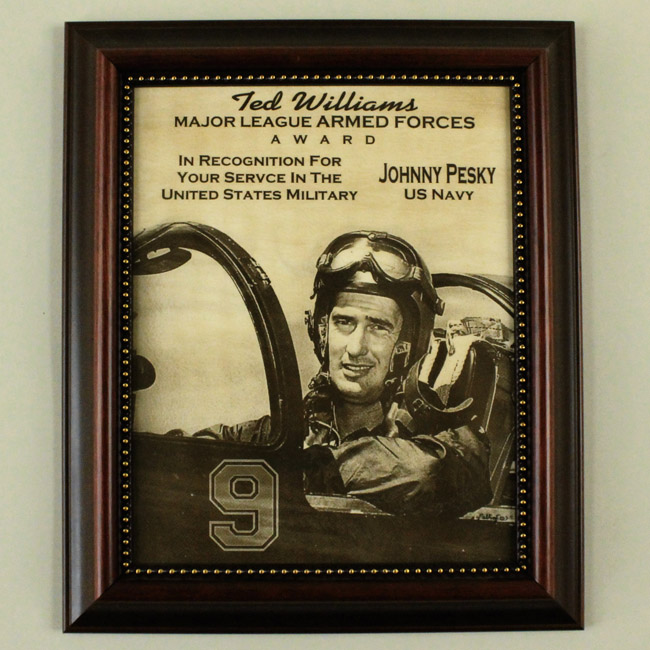 Ted Williams
MAJOR LEAGUE ARMED FORCES
AWARD
IN RECOGNITION FOR
YOUR SERVCE IN THE
UNITED STATES MILITARY
JOHNNY PESKY
US NAVY
9